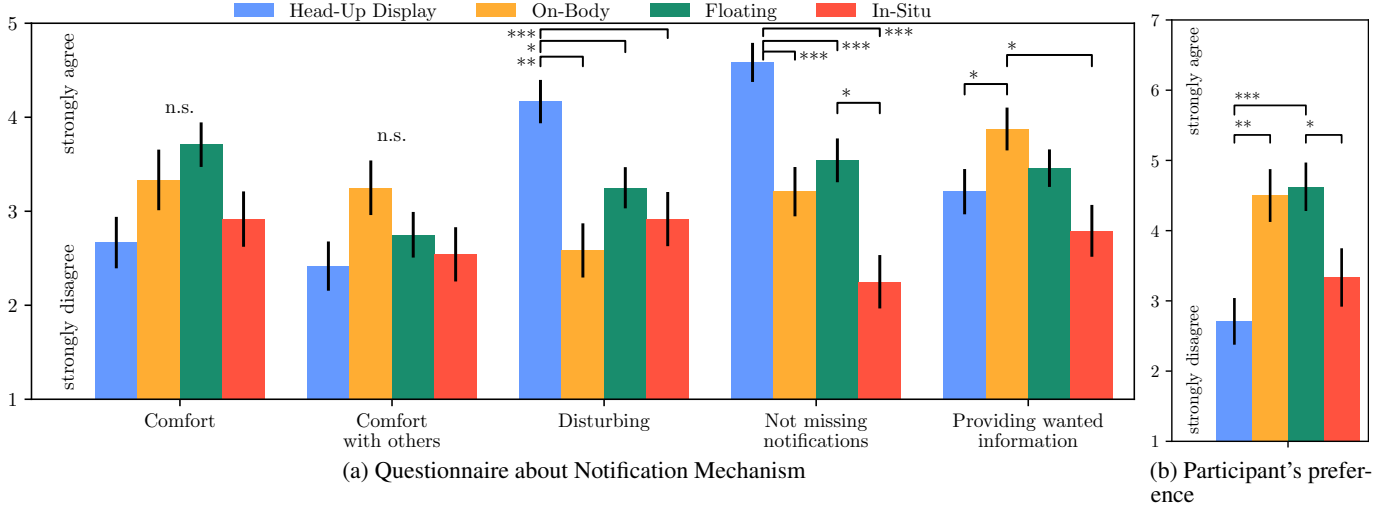 Head-Up Display On-Body Floating In-Situ
5
4
3
2
1
strongly agree
strongly disagree
n.s.
n.s.
***
*
**
***
***
***
*
*
*
Comfort
Comfort
with others
Disturbing
Not missing
notifications
Providing wanted
information
(a) Questionnaire about Notification Mechanism
7
6
5
4
3
2
1
strongly agree
strongly disagree
***
**
*
(b) Participant's prefer-
ence